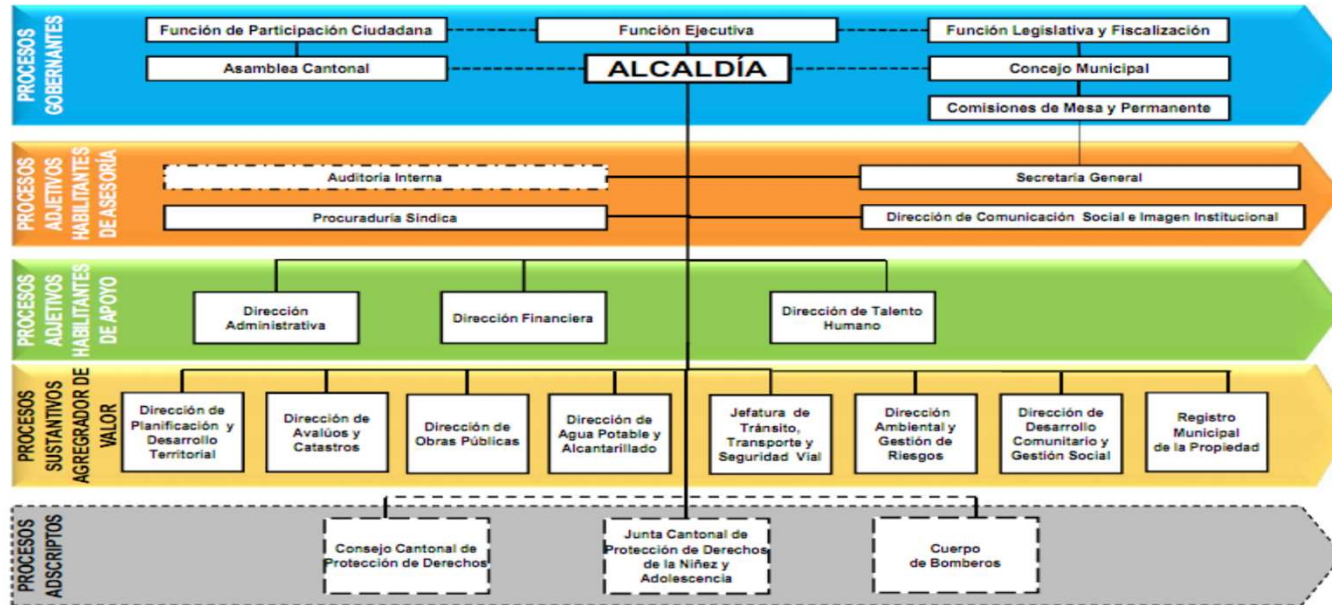 PROCESOS
GOBERNANTES
Función de Participación Ciudadana
Función Ejecutiva
Función Legislativa y Fiscalización
Asamblea Cantonal
ALCALDÍA
Concejo Municipal
Comisiones de Mesa y Permanente
PROCESOS
ADJETIVOS
HABILITANTES
DE ASESORÍA
Auditoria Interna
Secretaría General
Procuraduría Síndica
Dirección de Comunicación Social e Imagen Institucional
PROCESOS
ADJETIVOS
HABILITANTES
DE APOYO
Dirección
Administrativa
Dirección Financiera
Dirección de Talento
Humano
PROCESOS
SUSTANTIVOS
AGREGRADOR DE
VALOR
Dirección de
Planificación y
Desarrollo
Territorial
Dirección de
Avalúos y
Catastros
Dirección de
Obras Públicas
Dirección de
Agua Potable y
Alcantarillado
Jefatura de
Tránsito,
Transporte y
Seguridad Vial
Dirección
Ambiental y
Gestión de
Riesgos
Dirección de
Desarrollo
Comunitario y
Gestión Social
Registro
Municipal
de la Propiedad
PROCESOS
ADSCRIPTOS
Consejo Cantonal de
Protección de Derechos
Junta Cantonal de
Protección de Derechos
de la Niñez y
Adolescencia
Cuerpo
de Bomberos